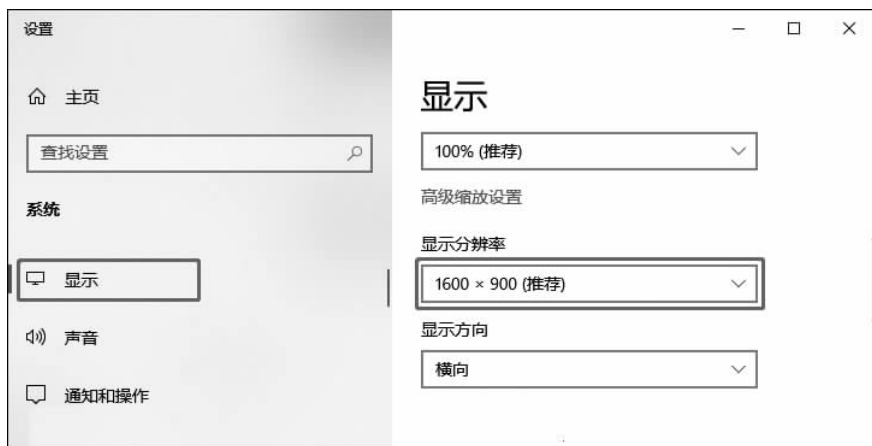 设置
主页
查找设置
系统
显示
声音
通知和操作
显示
100% (推荐)
高级缩放设置
显示分辨率
1600 × 900 (推荐)
显示方向
横向